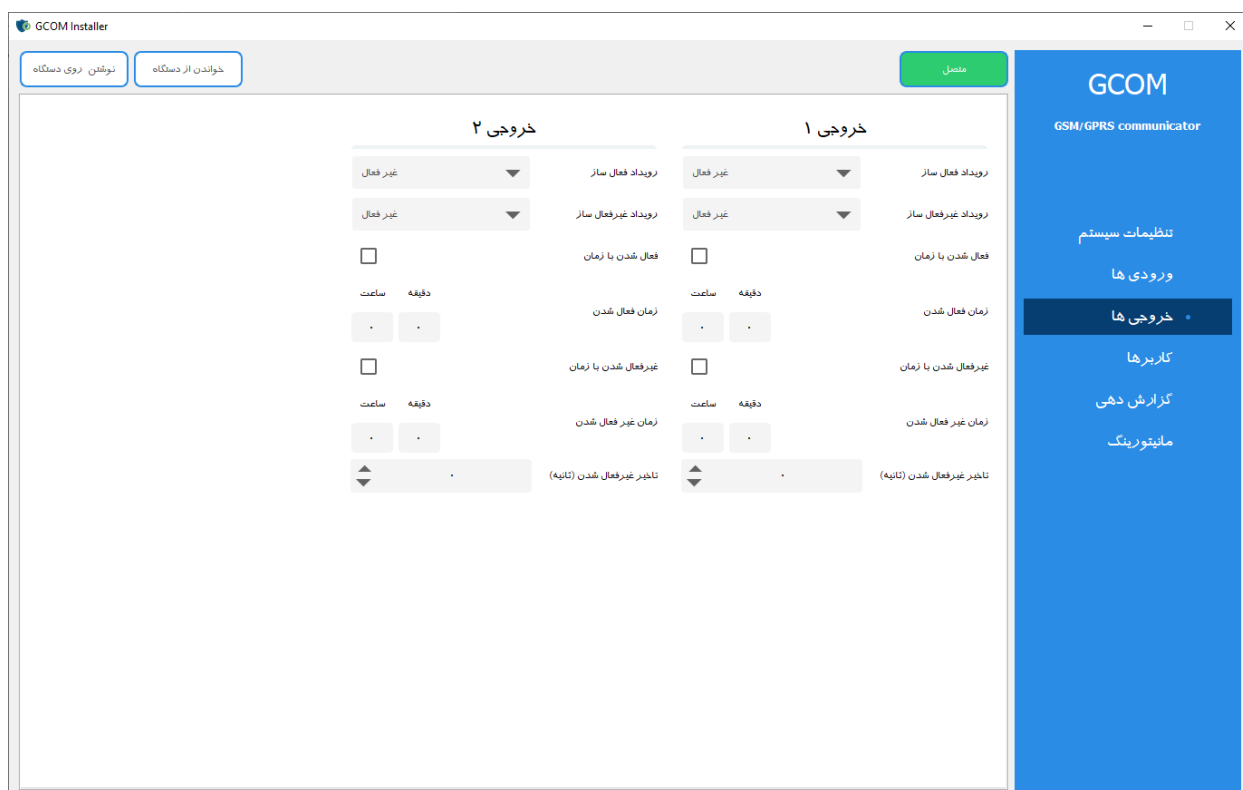 GCOM Installer
متصل
خواندن از دستگاه
نوشتن روی دستگاه
GCOM
GSM/GPRS communicator
تنظیمات سیستم
ورودی ها
خروجی ها
کاربرها
گزارش دهی
مانیتورینگ
خروجی ۱
رویداد فعال ساز
غیر فعال
رویداد غیرفعال ساز
غیر فعال
فعال شدن با زمان
دقیقه ساعت
زمان فعال شدن
۰ ۰
غیرفعال شدن با زمان
دقیقه ساعت
زمان غیر فعال شدن
۰ ۰
تاخیر غیرفعال شدن (ثانیه)
۰
خروجی ۲
رویداد فعال ساز
غیر فعال
رویداد غیرفعال ساز
غیر فعال
فعال شدن با زمان
دقیقه ساعت
زمان فعال شدن
۰ ۰
غیرفعال شدن با زمان
دقیقه ساعت
زمان غیر فعال شدن
۰ ۰
تاخیر غیرفعال شدن (ثانیه)
۰